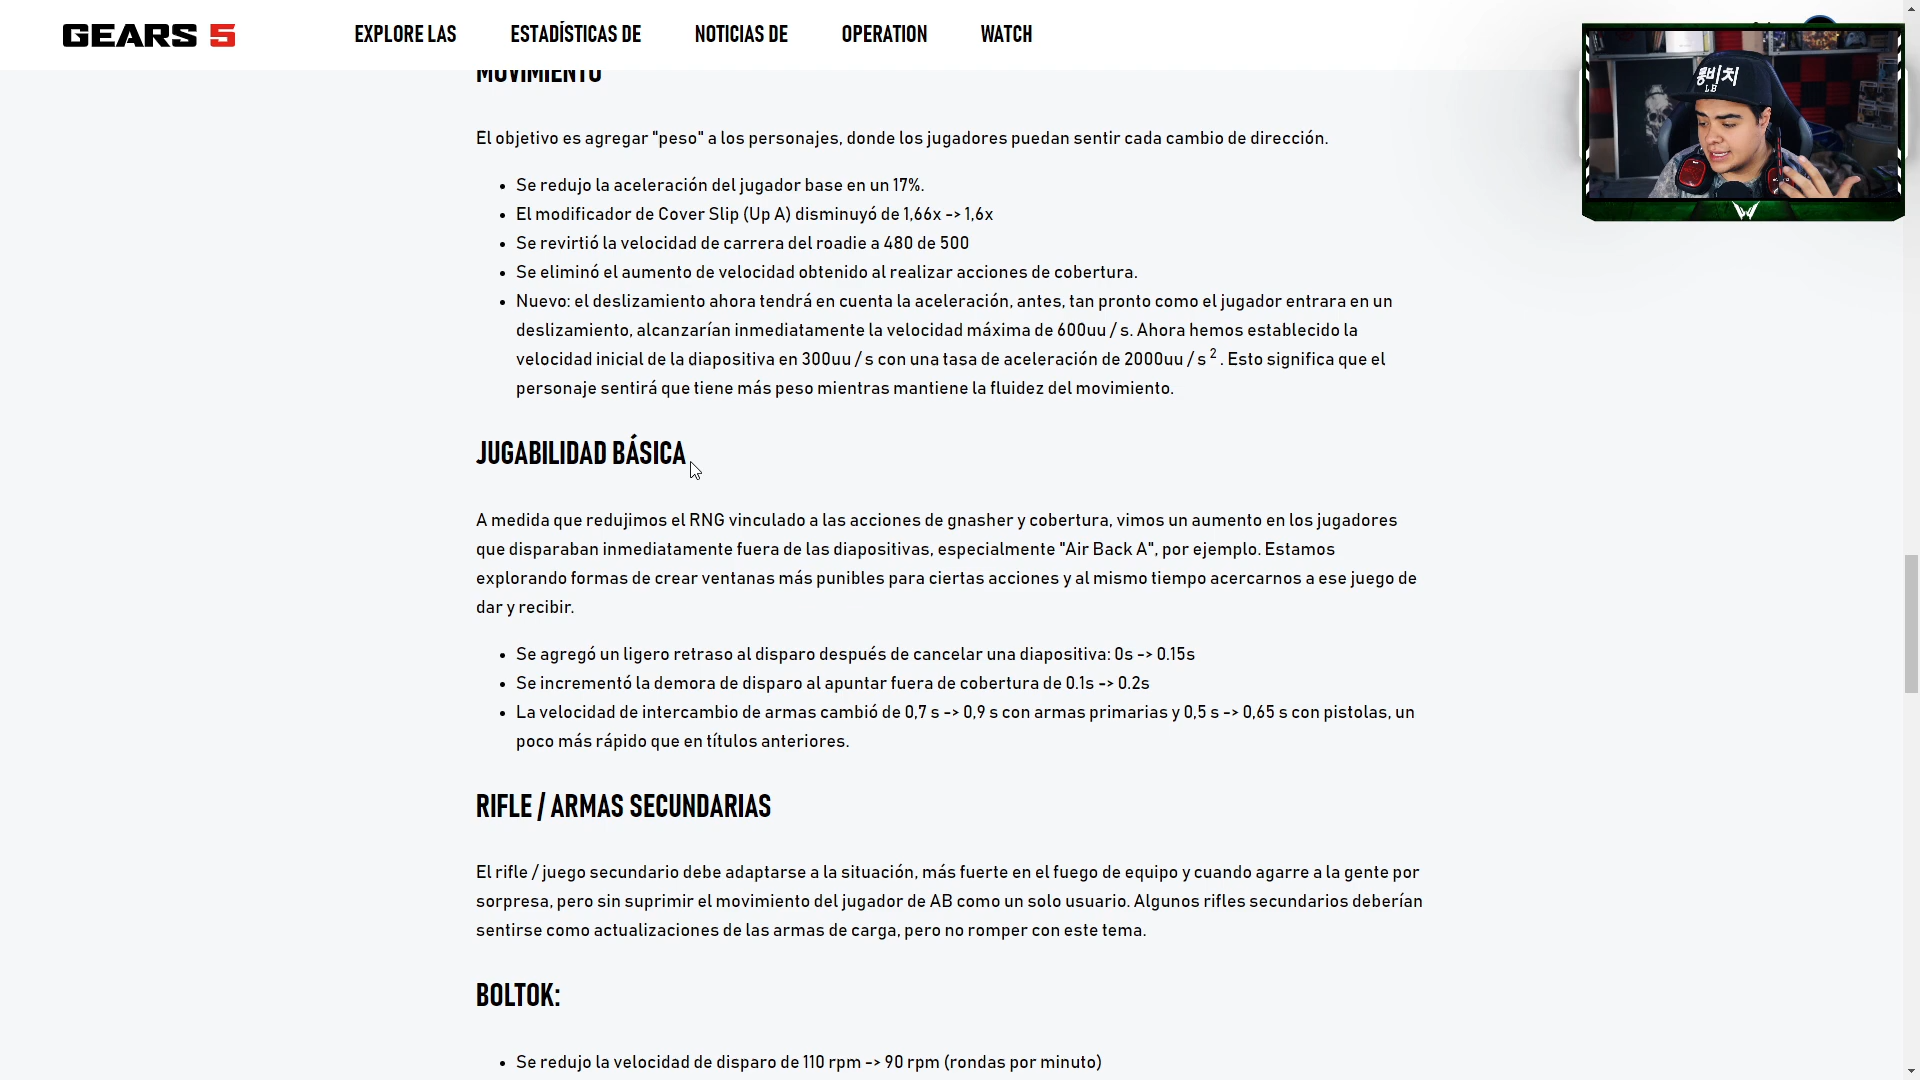 GEARS 5
EXPLORE LAS
ESTADÍSTICAS DE
NOTICIAS DE
OPERATION
WATCH
MOVIMIENTO
El objetivo es agregar "peso" a los personajes, donde los jugadores puedan sentir cada cambio de dirección.
• Se redujo la aceleración del jugador base en un 17%.
• El modificador de Cover Slip (Up A) disminuyó de 1,66x -> 1,6x
• Se revirtió la velocidad de carrera del roadie a 480 de 500
• Se eliminó el aumento de velocidad obtenido al realizar acciones de cobertura.
• Nuevo: el deslizamiento ahora tendrá en cuenta la aceleración, antes, tan pronto como el jugador entrara en un
deslizamiento, alcanzarían inmediatamente la velocidad máxima de 600uu / s. Ahora hemos establecido la
velocidad inicial de la diapositiva en 300uu / s con una tasa de aceleración de 2000uu / s ². Esto significa que el
personaje sentirá que tiene más peso mientras mantiene la fluidez del movimiento.
JUGABILIDAD BÁSICA
A medida que redujimos el RNG vinculado a las acciones de gnasher y cobertura, vimos un aumento en los jugadores
que disparaban inmediatamente fuera de las diapositivas, especialmente "Air Back A", por ejemplo. Estamos
explorando formas de crear ventanas más punibles para ciertas acciones y al mismo tiempo acercarnos a ese juego de
dar y recibir.
• Se agregó un ligero retraso al disparo después de cancelar una diapositiva: 0s -> 0.15s
• Se incrementó la demora de disparo al apuntar fuera de cobertura de 0.1s -> 0.2s
• La velocidad de intercambio de armas cambió de 0,7 s -> 0,9 s con armas primarias y 0,5 s -> 0,65 s con pistolas, un
poco más rápido que en títulos anteriores.
RIFLE / ARMAS SECUNDARIAS
El rifle / juego secundario debe adaptarse a la situación, más fuerte en el fuego de equipo y cuando agarre a la gente por
sorpresa, pero sin suprimir el movimiento del jugador de AB como un solo usuario. Algunos rifles secundarios deberían
sentirse como actualizaciones de las armas de carga, pero no romper con este tema.
BOLTOK:
• Se redujo la velocidad de disparo de 110 rpm -> 90 rpm (rondas por minuto)
LB